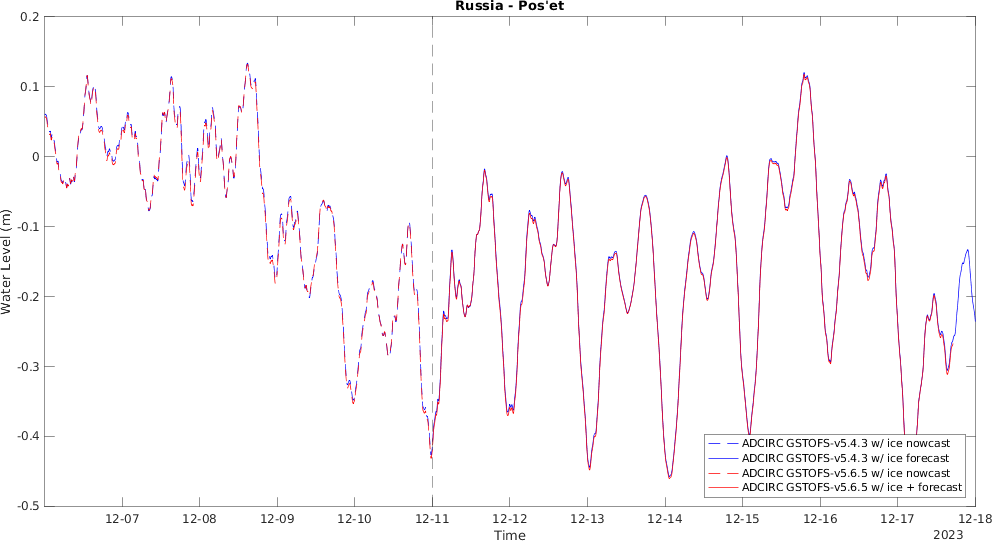 Russia - Pos'et
0.2
0.1
0
-0.1
-0.2
-0.3
-0.4
-0.5
Water Level (m)
ADCIRC GSTOFS-v5.4.3 w/ ice nowcast
ADCIRC GSTOFS-v5.4.3 w/ ice forecast
ADCIRC GSTOFS-v5.6.5 w/ ice nowcast
ADCIRC GSTOFS-v5.6.5 w/ ice + forecast
12-07 12-08 12-09 12-10 12-11 12-12 12-13 12-14 12-15 12-16 12-17 12-18
Time
2023